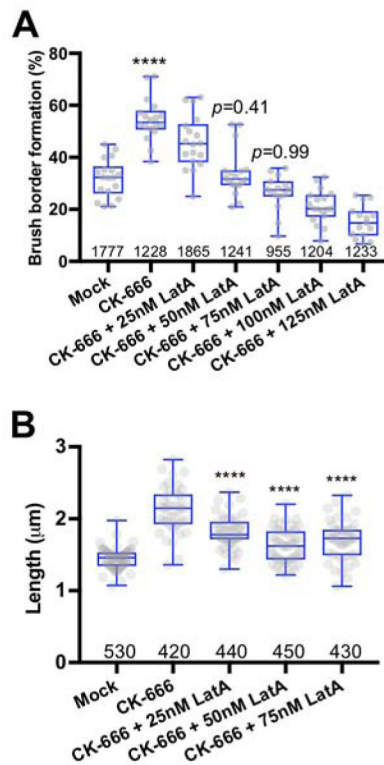 A
Brush border formation (%)
80
60
40
20
0
****
p=0.41
p=0.99
1777 1228 1865 1241 955 1204 1233
Mock
CK-666
CK-666 + 25nM LatA
CK-666 + 50nM LatA
CK-666 + 75nM LatA
CK-666 + 100nM LatA
CK-666 + 125nM LatA
B
Length (μm)
3
2
1
0
**** **** ****
530 420 440 450 430
Mock
CK-666
CK-666 + 25nM LatA
CK-666 + 50nM LatA
CK-666 + 75nM LatA